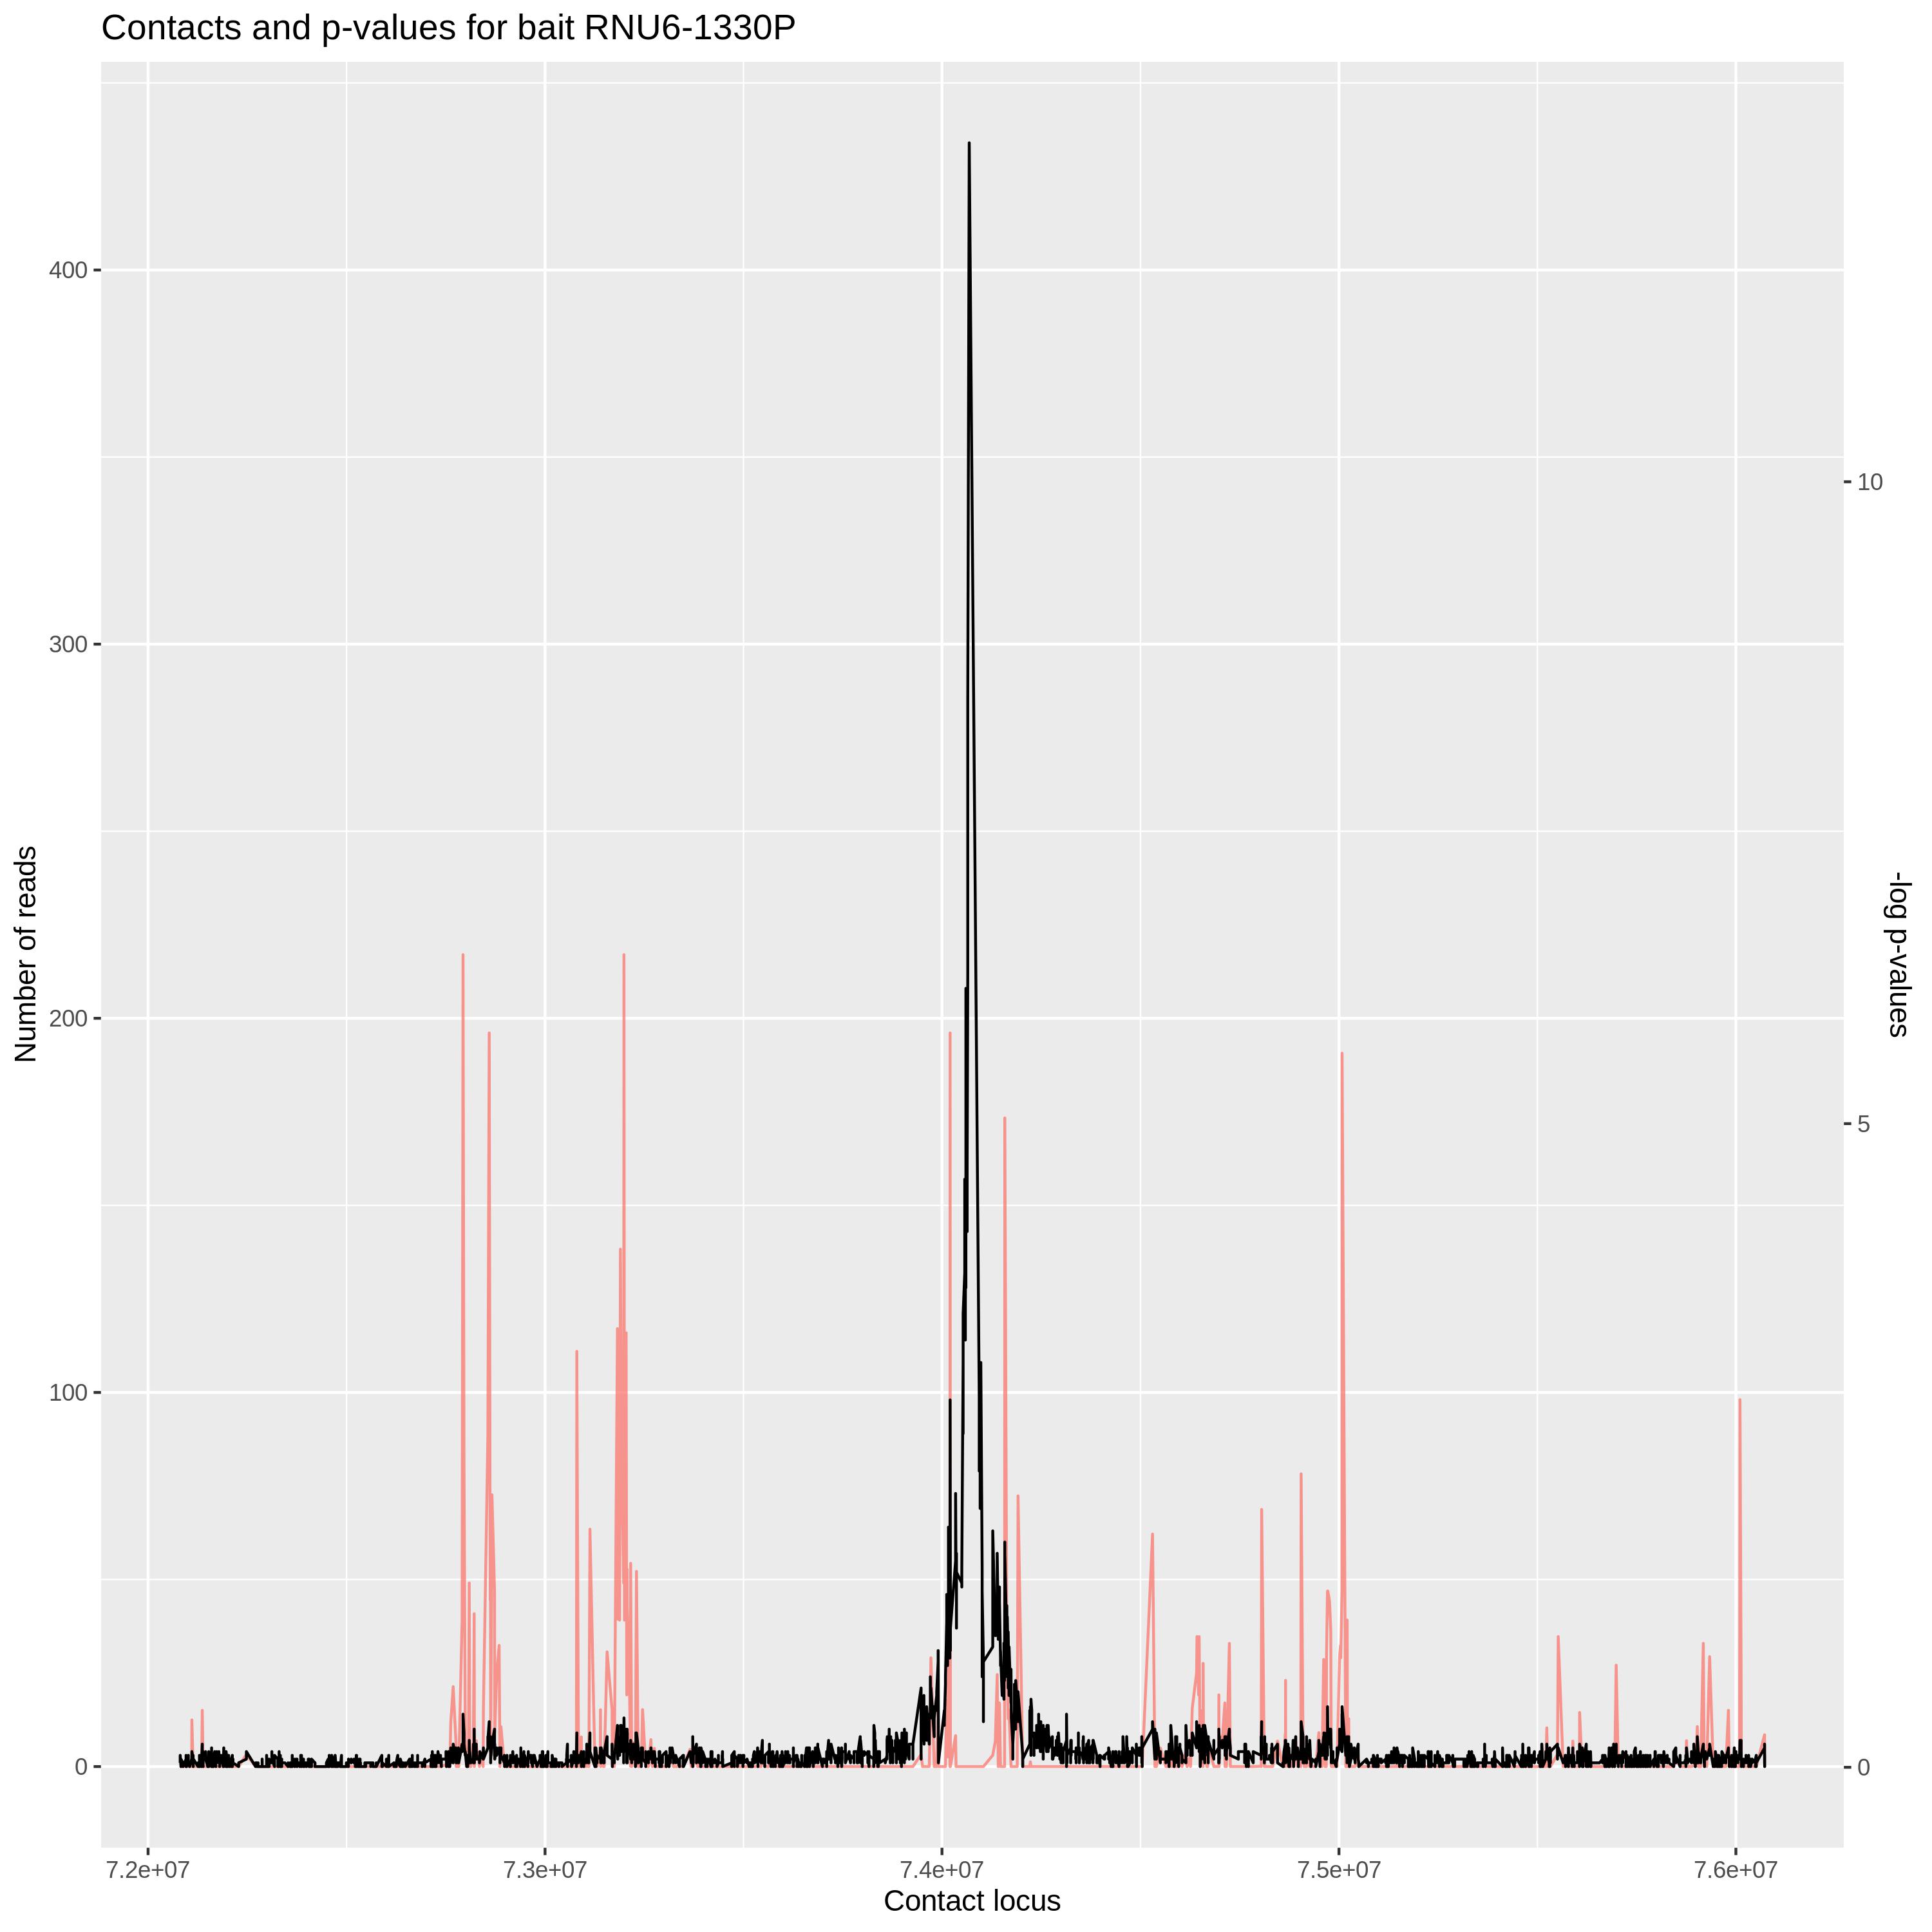 Contacts and p-values for bait RNU6-1330P
400
300
200
100
0
Number of reads
10
5
0
-log p-values
7.2e+07
7.3e+07
7.4e+07
7.5e+07
7.6e+07
Contact locus